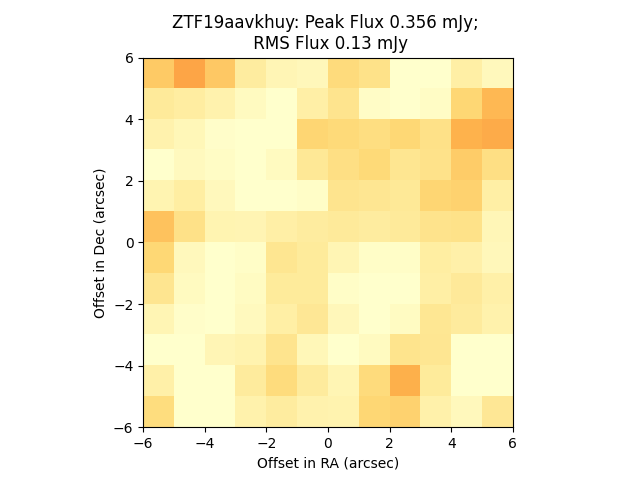 ZTF19aavkhuy: Peak Flux 0.356 mJy;
RMS Flux 0.13 mJy
6
4
2
0
−2
−4
−6
Offset in Dec (arcsec)
−6 −4 −2 0 2 4 6
Offset in RA (arcsec)